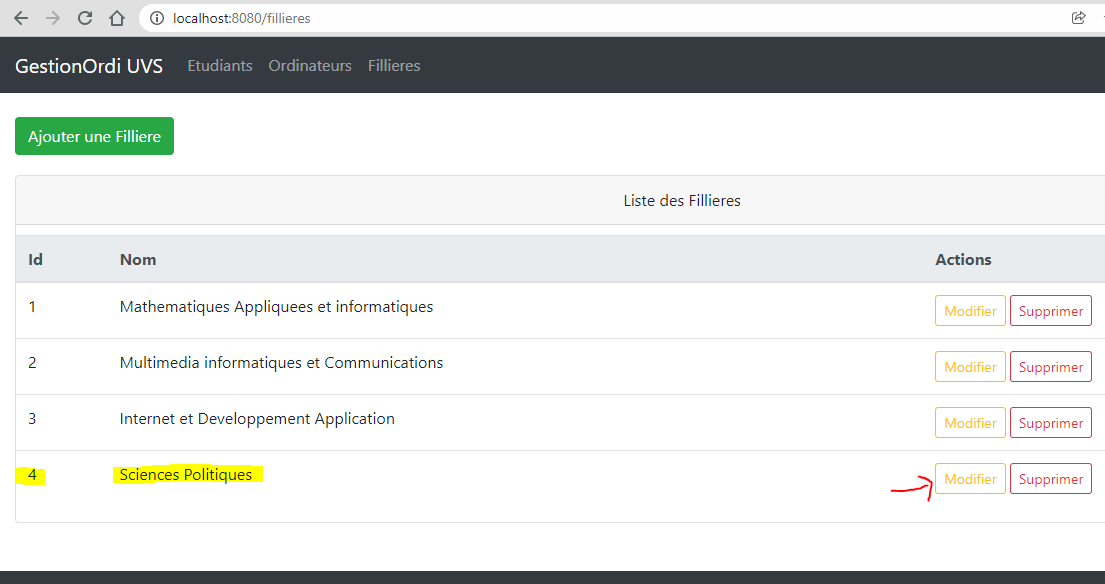 localhost:8080/fillieres
GestionOrdi UVS Etudiants Ordinateurs Fillieres
Ajouter une Filliere
Liste des Fillieres
Id Nom Actions
1 Mathematiques Appliquees et informatiques Modifier Supprimer
2 Multimedia informatiques et Communications Modifier Supprimer
3 Internet et Developpement Application Modifier Supprimer
4 Sciences Politiques Modifier Supprimer